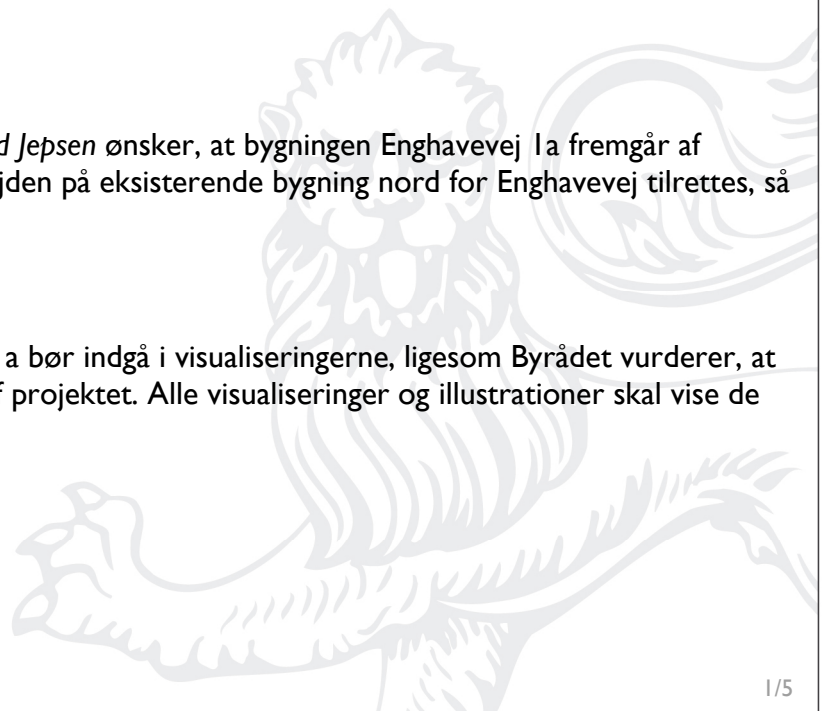 d Jepsen ønsker, at bygningen Enghavevej 1a fremgår af
jden på eksisterende bygning nord for Enghavevej tilrettes, så
a bør indgå i visualiseringerne, ligesom Byrådet vurderer, at
f projektet. Alle visualiseringer og illustrationer skal vise de
1/5